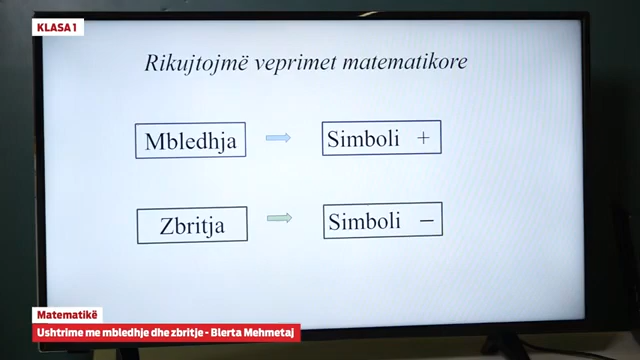 KLASA 1
Rikujtojmë veprimet matematikore
Mbledhja
Simboli +
Zbritja
Simboli −
Matematikë
Ushtrime me mbledhje dhe zbritje - Blerta Mehmetaj